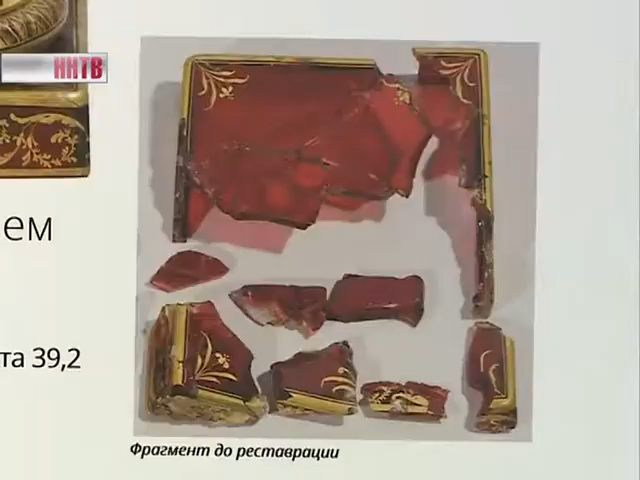 ННТВ
ем
та 39,2
Фрагмент до реставрации